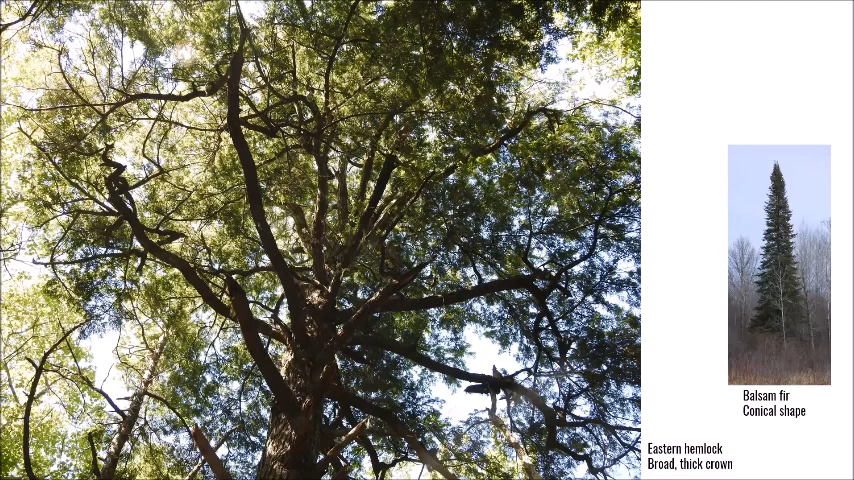 Balsam fir
Conical shape
Eastern hemlock
Broad, thick crown